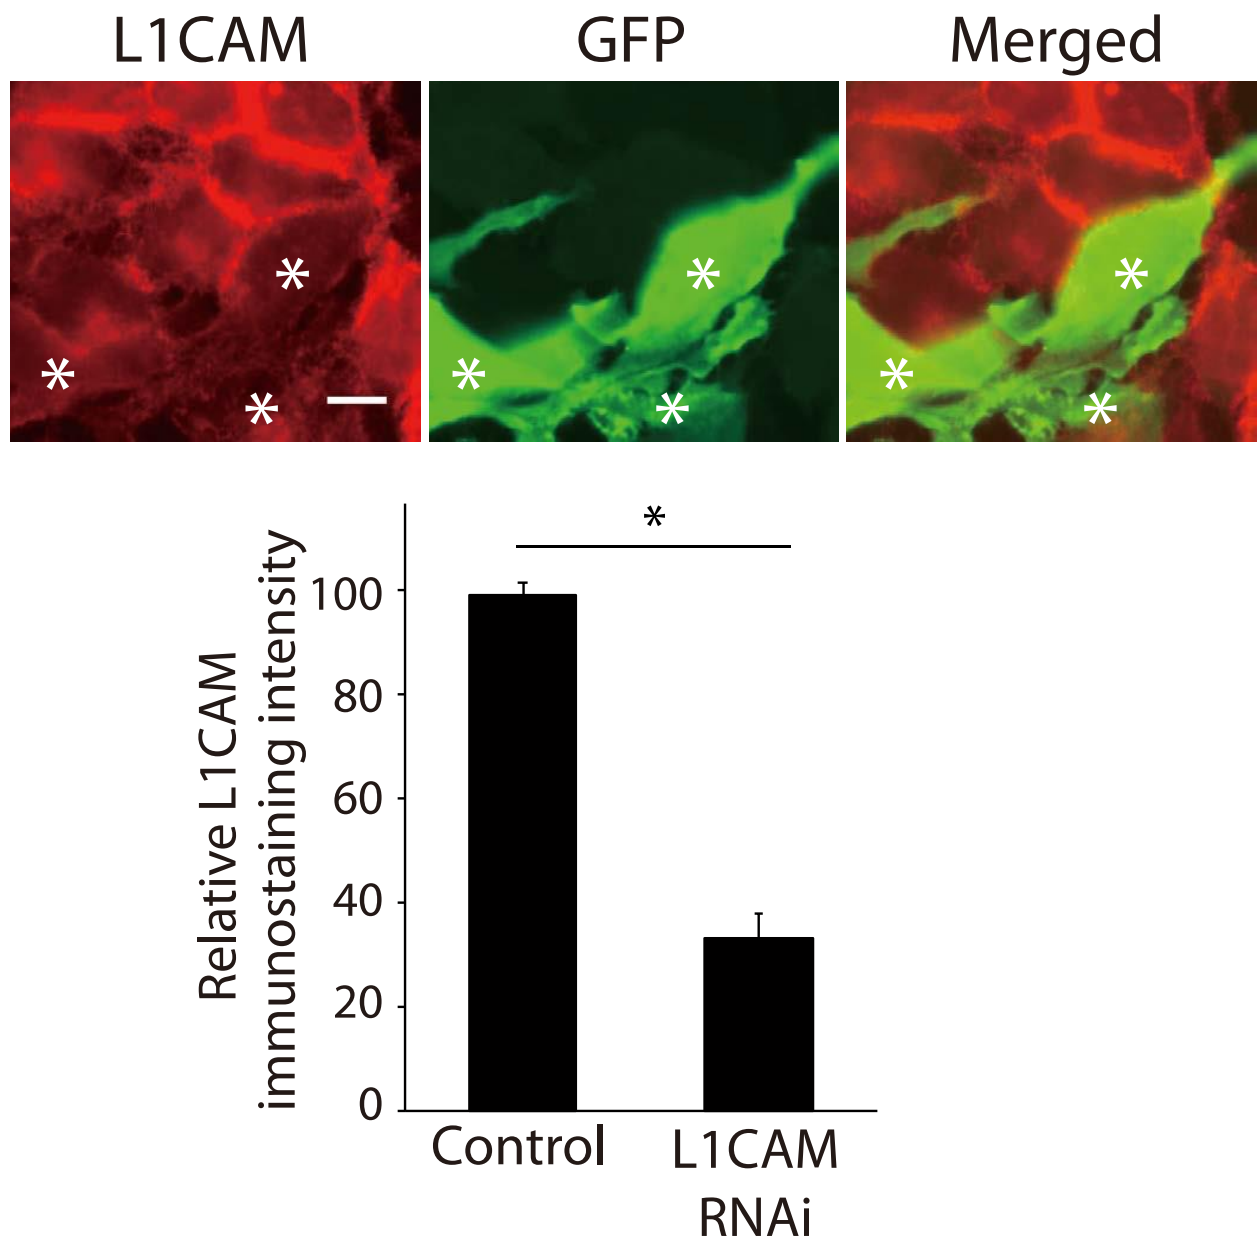 L1CAM
GFP
Merged
*
*
*
*
*
*
*
*
*
*
Relative L1CAM
immunostaining intensity
100
80
60
40
20
0
Control
L1CAM
RNAi